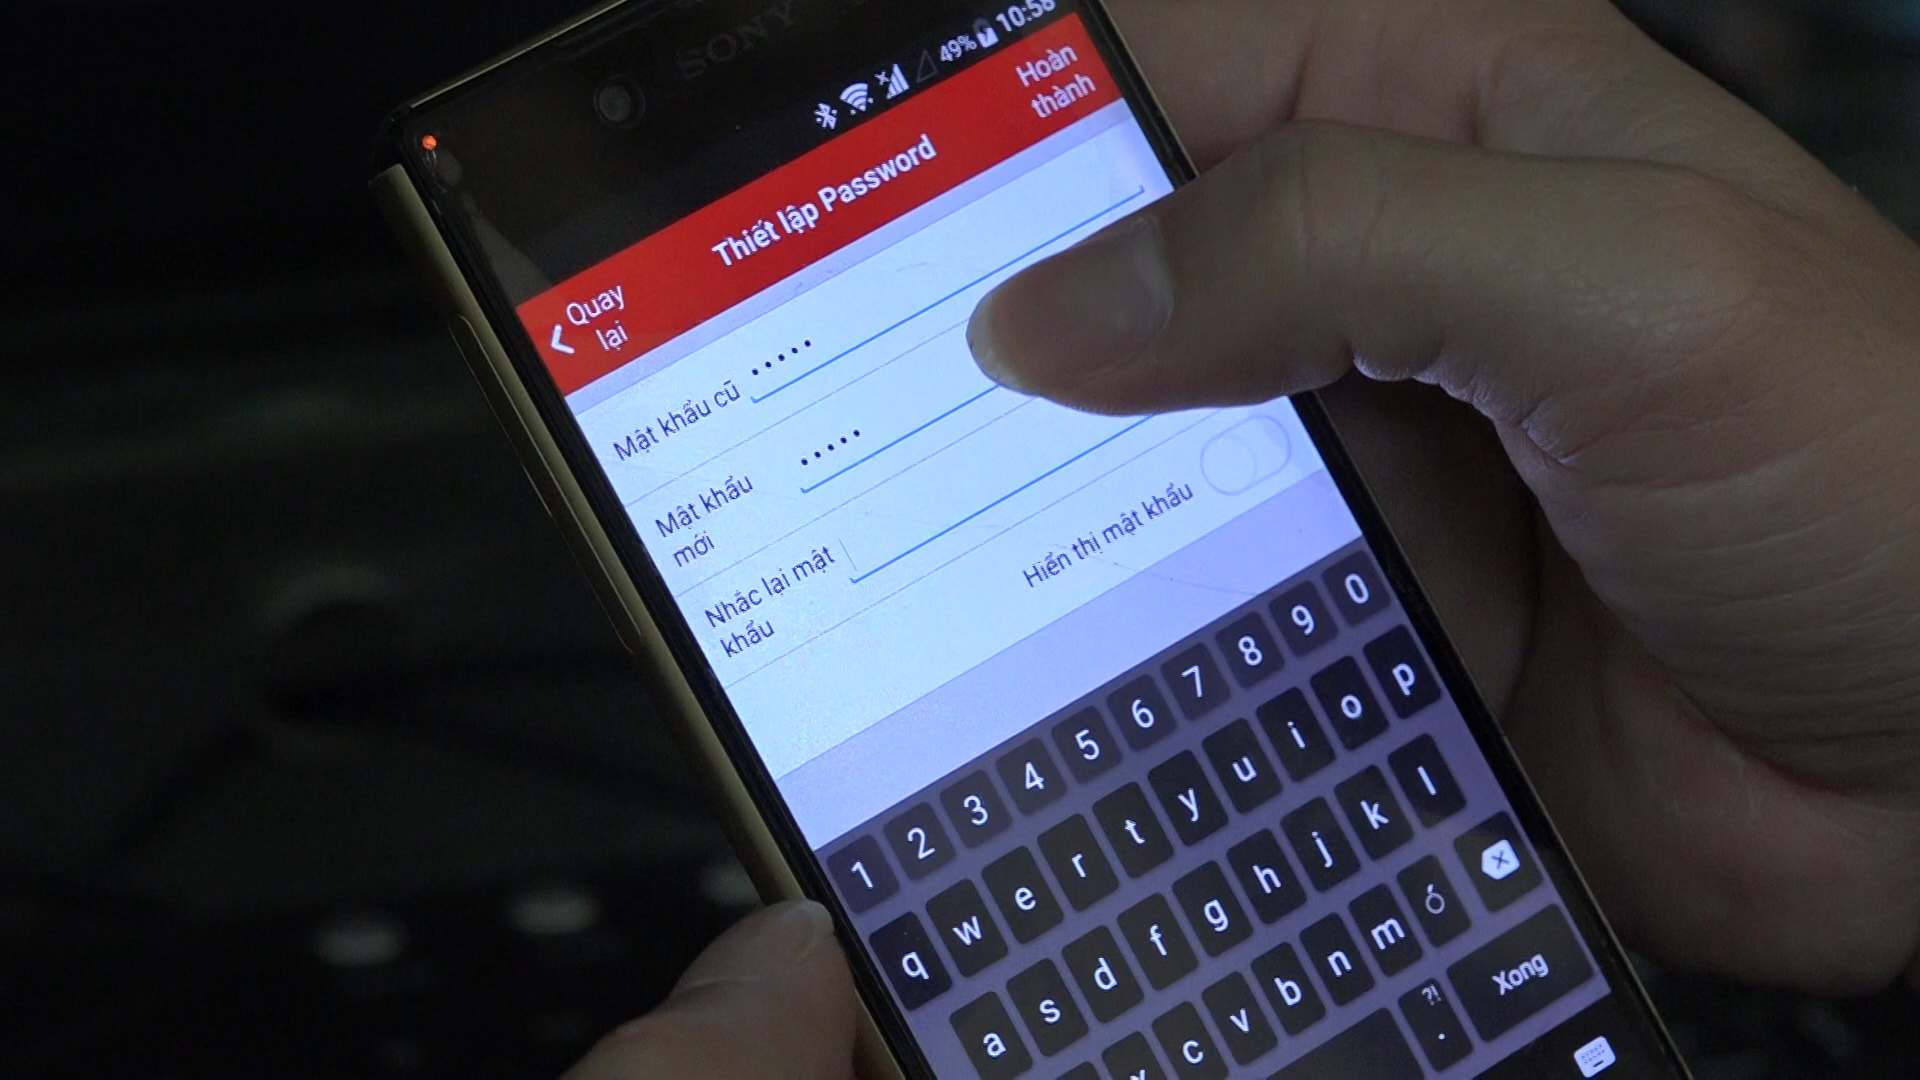 SONY
49% 10:58
Quay
lại
Thiết lập Password
Hoàn
thành
Mật khẩu cũ •••••
Mật khẩu
mới •••••
Nhắc lại mật
khẩu
Hiển thị mật khẩu
1 2 3 4 5 6 7 8 9 0
q w e r t y u i o p
a s d f g h j k l
c v b n m ó
?!
. Xong